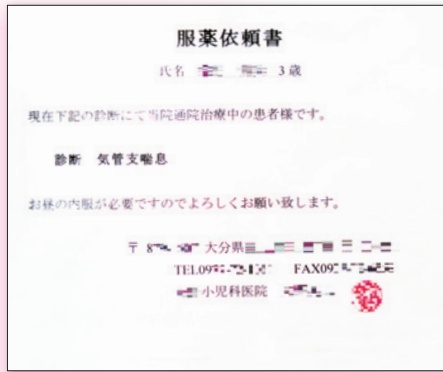 服薬依頼書
氏名 3歳
現在下記の診断にて当院通院治療中の患者様です。
診断 気管支喘息
お昼の内服が必要ですのでよろしくお願い致します。
〒 大分県
TEL FAX
小児科医院